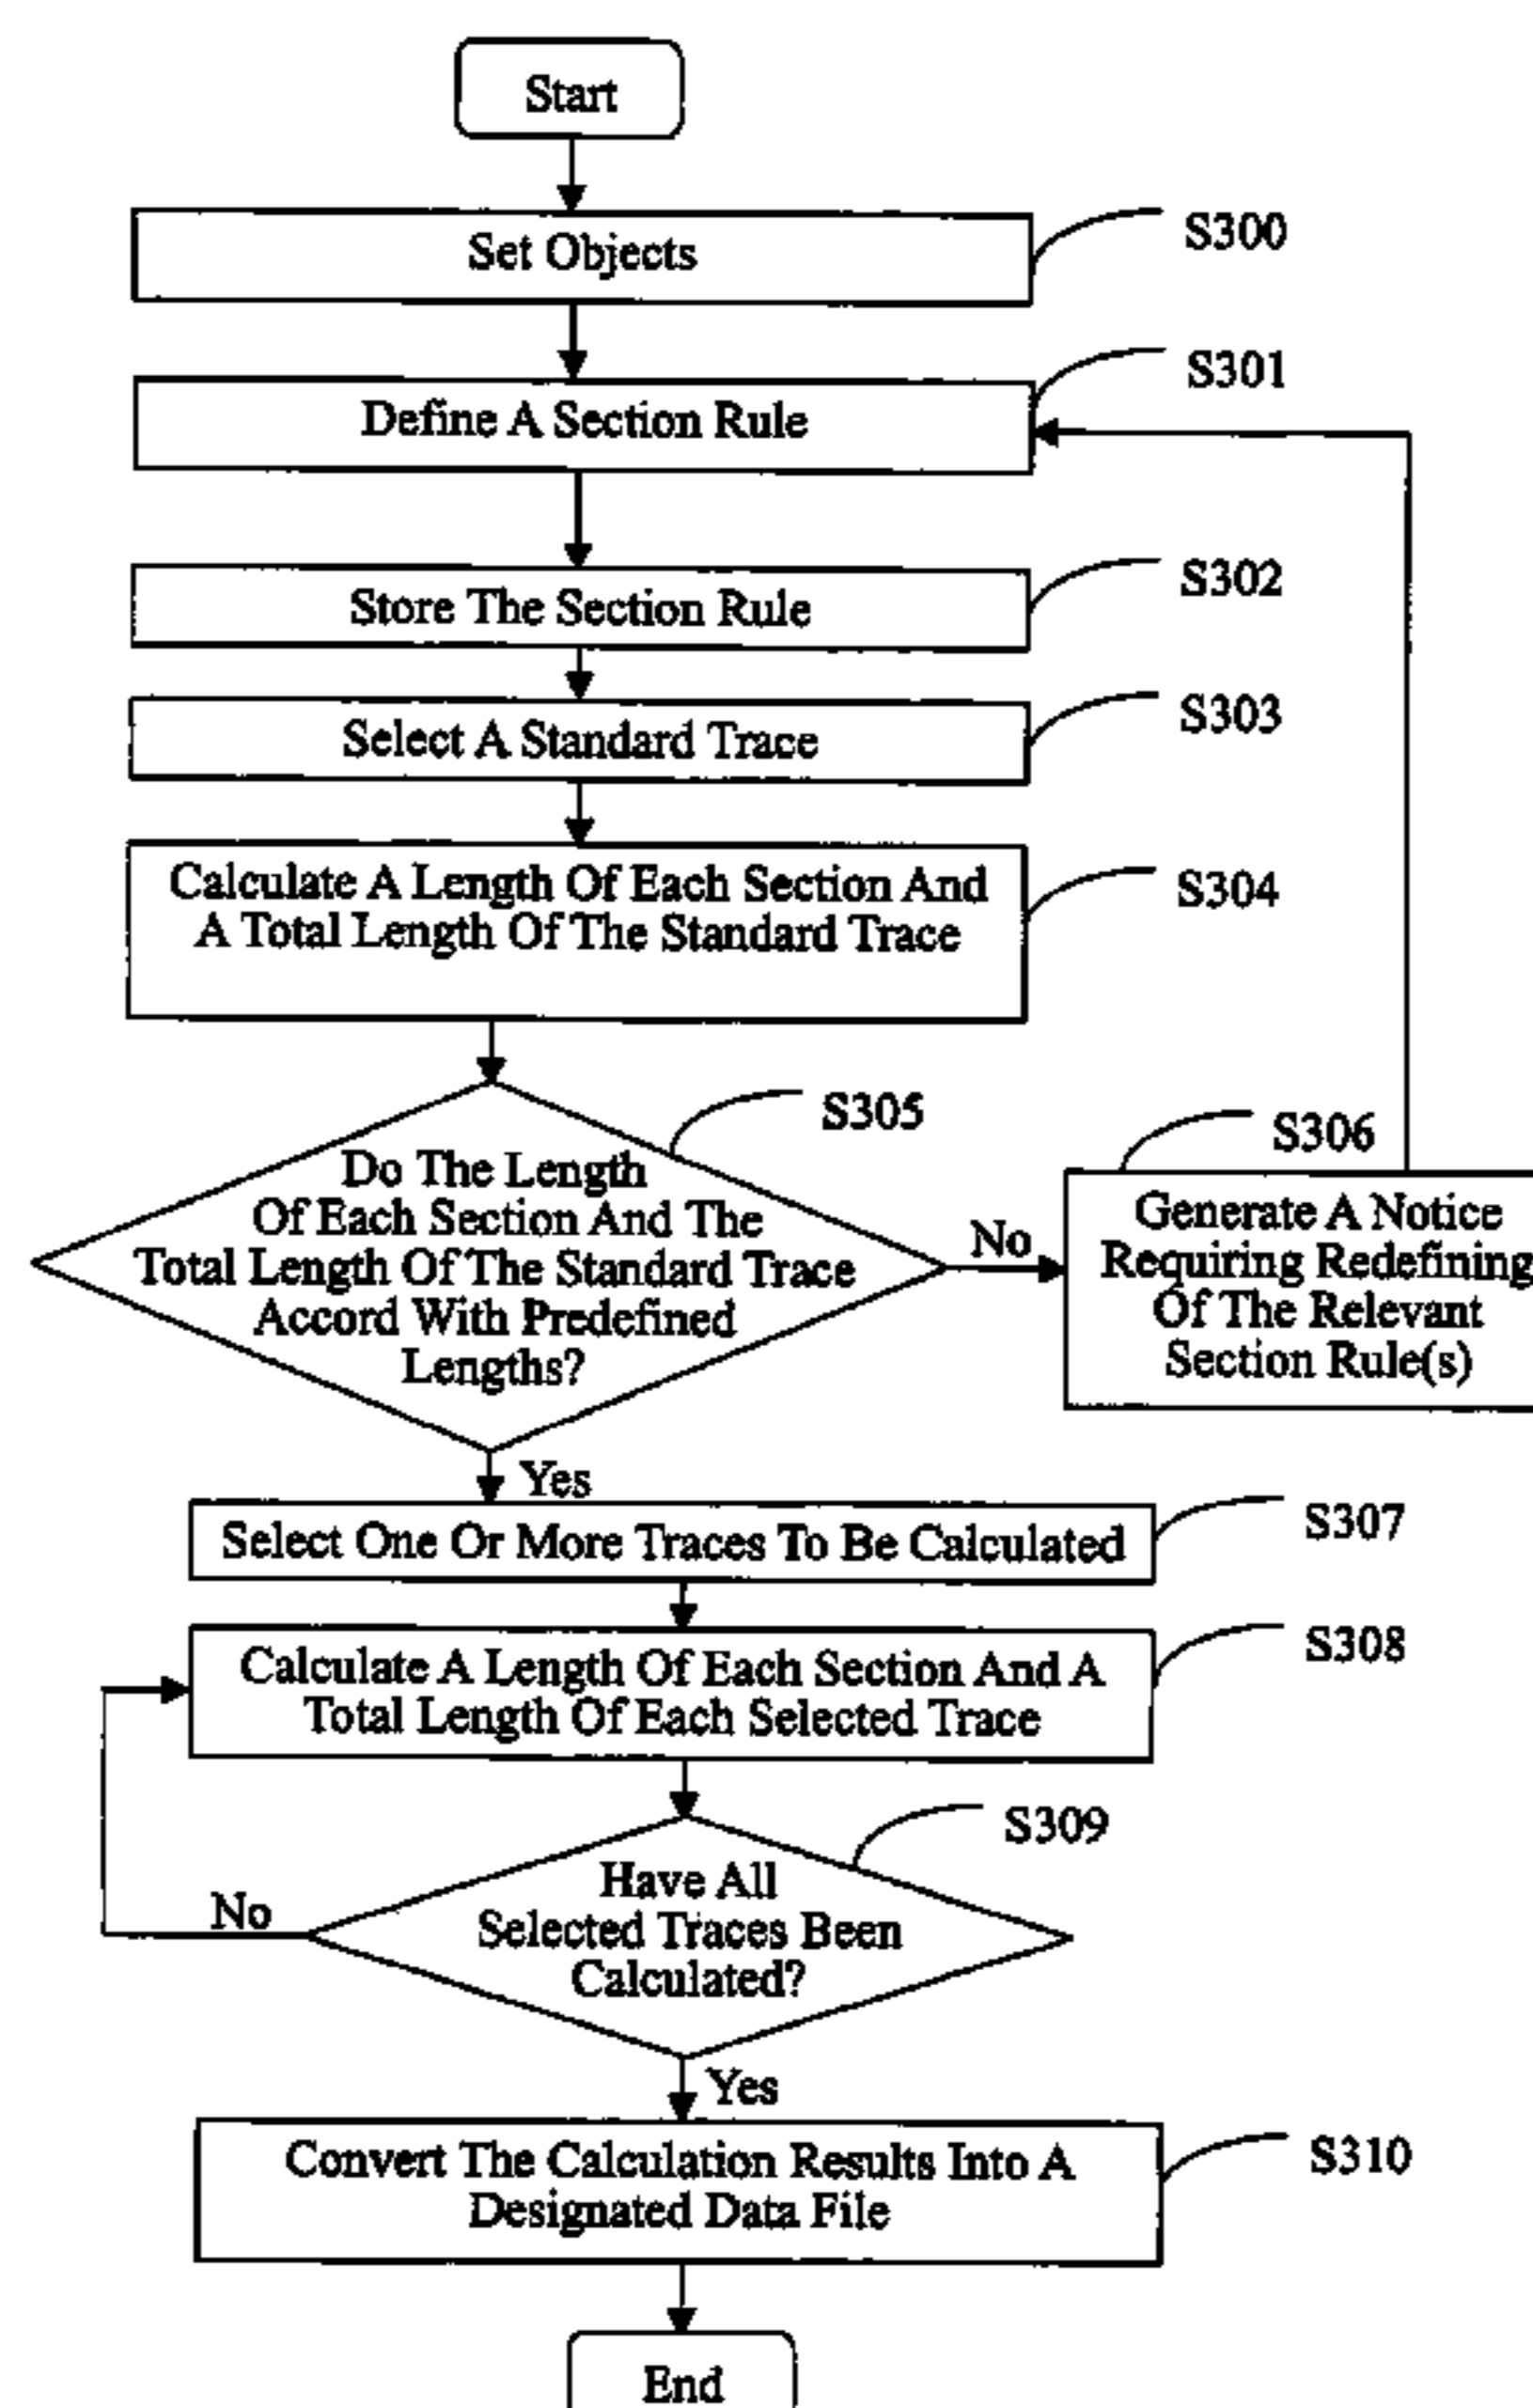 Start
Set Objects
S300
Define A Section Rule
S301
Store The Section Rule
S302
Select A Standard Trace
S303
Calculate A Length Of Each Section And
A Total Length Of The Standard Trace
S304
Do The Length
Of Each Section And The
Total Length Of The Standard Trace
Accord With Predefined
Lengths?
S305
No
S306
Generate A Notice
Requiring Redefining
Of The Relevant
Section Rule(s)
Yes
Select One Or More Traces To Be Calculated
S307
Calculate A Length Of Each Section And A
Total Length Of Each Selected Trace
S308
Have All
Selected Traces Been
Calculated?
S309
No
Yes
Convert The Calculation Results Into A
Designated Data File
S310
End